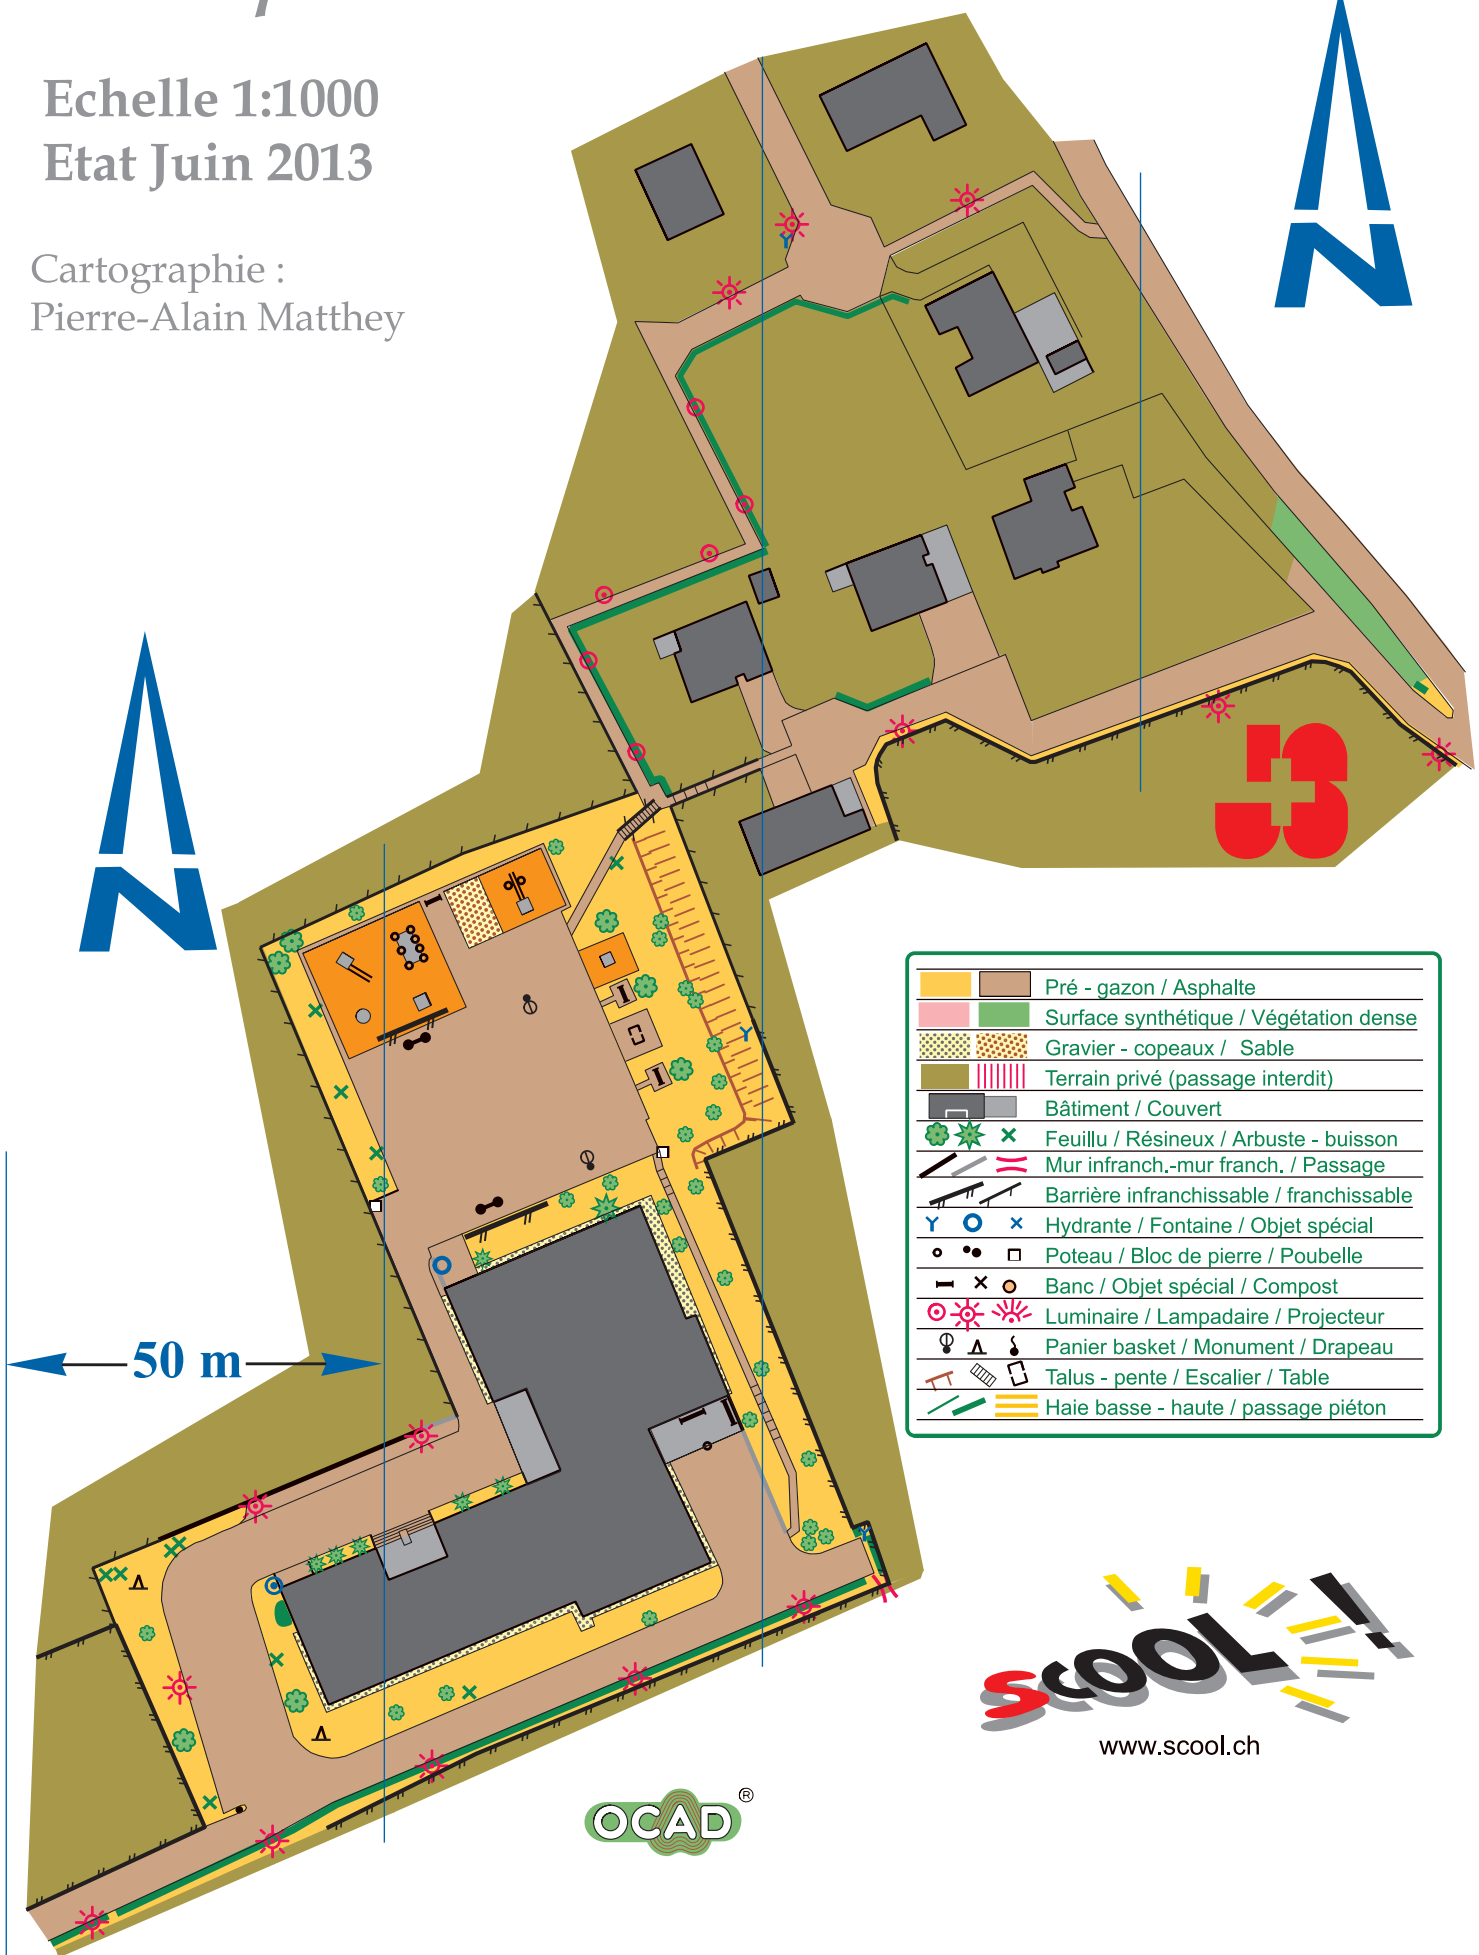 Echelle 1:1000
Etat Juin 2013
Cartographie :
Pierre-Alain Matthey
N
N
50 m
Pré - gazon / Asphalte
Surface synthétique / Végétation dense
Gravier - copeaux / Sable
Terrain privé (passage interdit)
Bâtiment / Couvert
Feuillu / Résineux / Arbuste - buisson
Mur infranch.-mur franch. / Passage
Barrière infranchissable / franchissable
Hydrante / Fontaine / Objet spécial
Poteau / Bloc de pierre / Poubelle
Banc / Objet spécial / Compost
Luminaire / Lampadaire / Projecteur
Panier basket / Monument / Drapeau
Talus - pente / Escalier / Table
Haie basse - haute / passage piéton
scOOL!
www.scool.ch
OCAD®